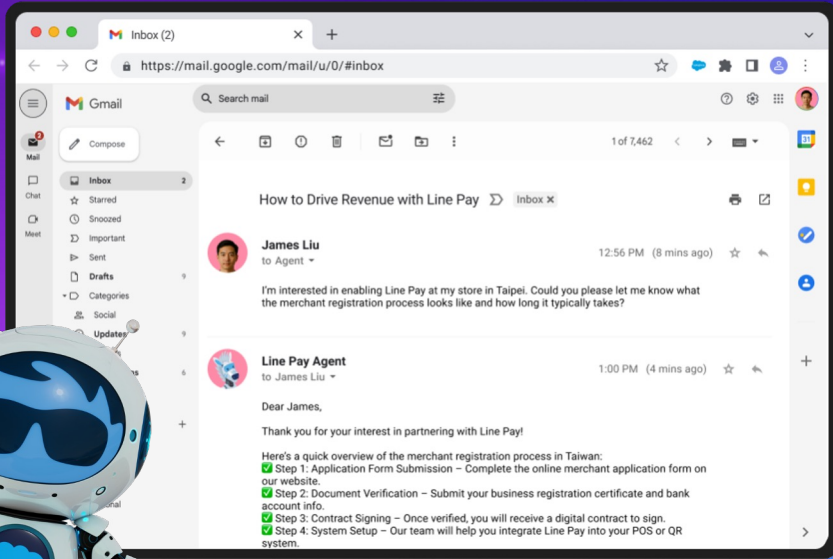 Inbox (2)
https://mail.google.com/mail/u/0/#inbox
Gmail
Search mail
2
Mail
Chat
Meet
Compose
Inbox 2
Starred
Snoozed
Important
Sent
Drafts 9
Categories
Social
Updates 9
6
1 of 7,462
31
How to Drive Revenue with Line Pay Inbox
James Liu 12:56 PM (8 mins ago)
to Agent
I'm interested in enabling Line Pay at my store in Taipei. Could you please let me know what
the merchant registration process looks like and how long it typically takes?
Line Pay Agent 1:00 PM (4 mins ago)
to James Liu
Dear James,
Thank you for your interest in partnering with Line Pay!
Here's a quick overview of the merchant registration process in Taiwan:
✅ Step 1: Application Form Submission – Complete the online merchant application form on
our website.
✅ Step 2: Document Verification – Submit your business registration certificate and bank
account info.
✅ Step 3: Contract Signing – Once verified, you will receive a digital contract to sign.
✅ Step 4: System Setup – Our team will help you integrate Line Pay into your POS or QR
system.